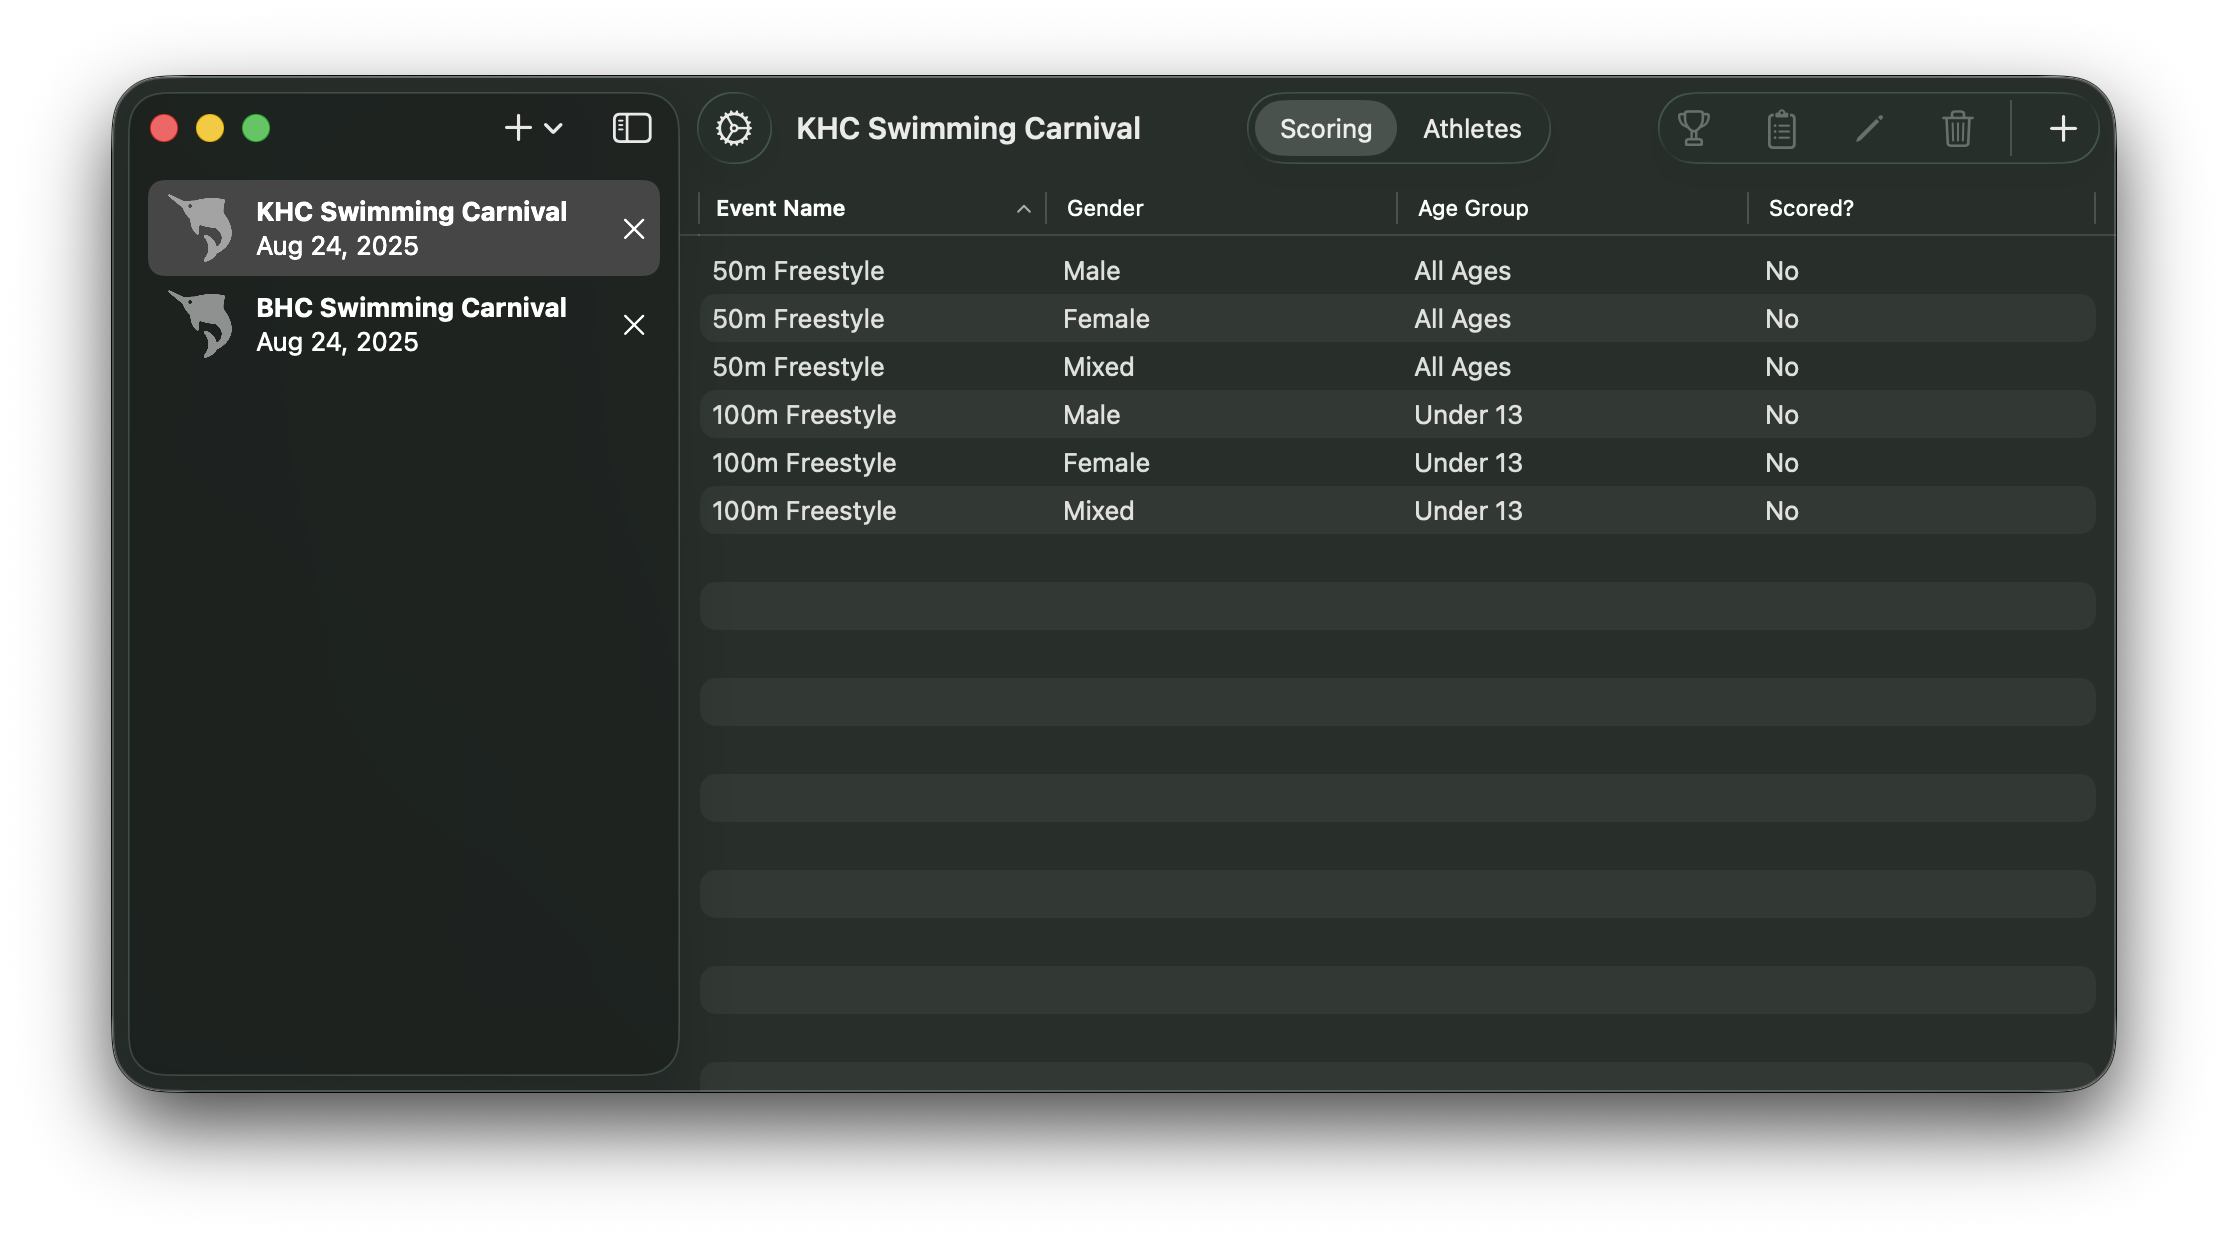 KHC Swimming Carnival
Aug 24, 2025
BHC Swimming Carnival
Aug 24, 2025
KHC Swimming Carnival
Scoring Athletes
Event Name Gender Age Group Scored?
50m Freestyle Male All Ages No
50m Freestyle Female All Ages No
50m Freestyle Mixed All Ages No
100m Freestyle Male Under 13 No
100m Freestyle Female Under 13 No
100m Freestyle Mixed Under 13 No